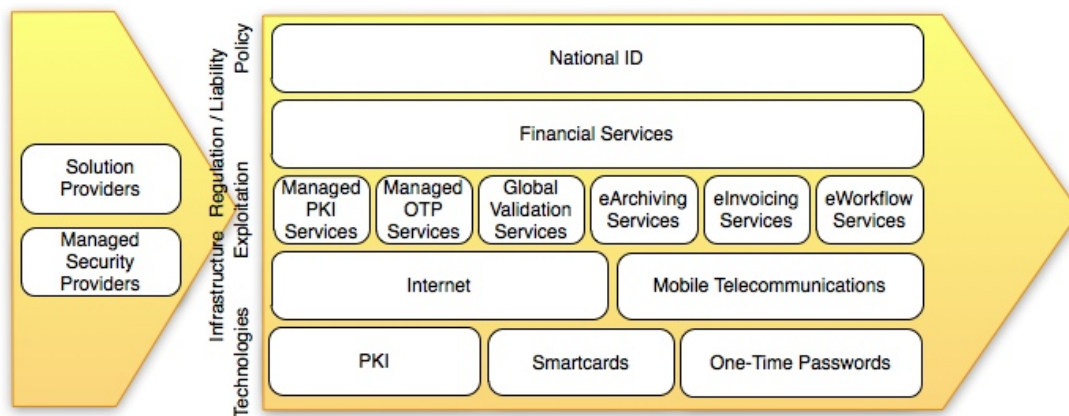 Solution
Providers
Managed
Security
Providers
Policy
Regulation / Liability
Exploitation
Infrastructure
Technologies
National ID
Financial Services
Managed
PKI
Services
Managed
OTP
Services
Global
Validation
Services
eArchiving
Services
eInvoicing
Services
eWorkflow
Services
Internet
Mobile Telecommunications
PKI
Smartcards
One-Time Passwords